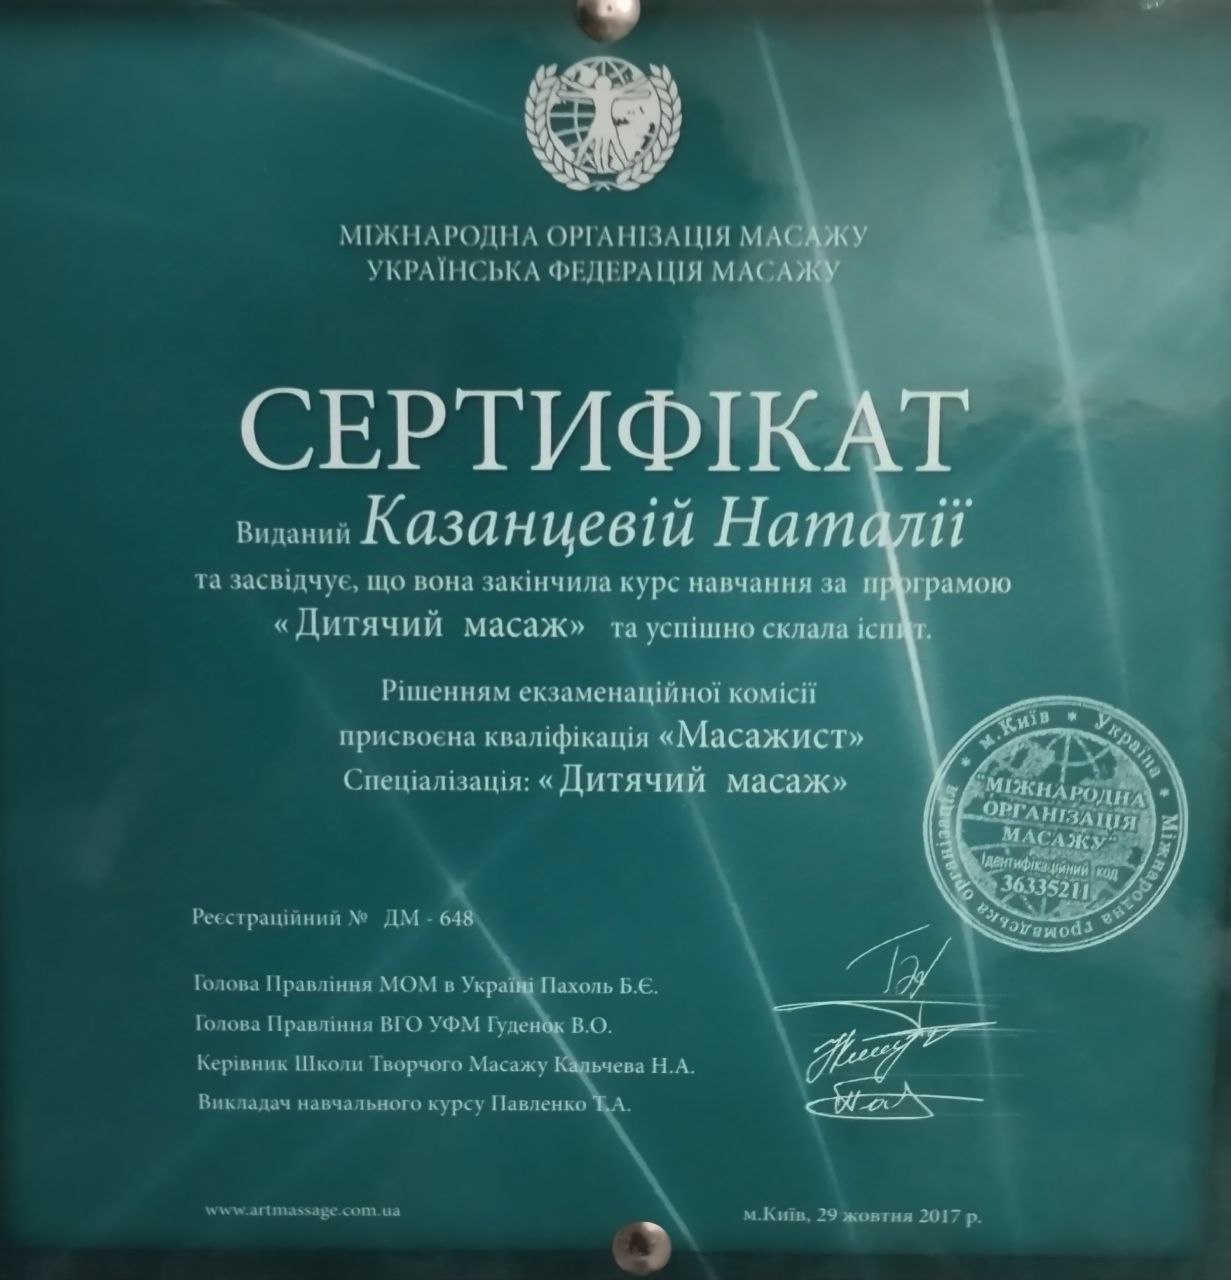 МІЖНАРОДНА ОРГАНІЗАЦІЯ МАСАЖУ
УКРАЇНСЬКА ФЕДЕРАЦІЯ МАСАЖУ
СЕРТИФІКАТ
Виданий Казанцевій Наталії
та засвідчує, що вона закінчила курс навчання за програмою
«Дитячий масаж» та успішно склала іспит.
Рішенням екзаменаційної комісії
присвоєна кваліфікація «Масажист»
Спеціалізація: «Дитячий масаж»
м.Київ * Україна * Міжнародна громадська організація *
"МІЖНАРОДНА
ОРГАНІЗАЦІЯ
МАСАЖУ"
Ідентифікаційний код
36335211
Реєстраційний № ДМ - 648
Голова Правління МОМ в Україні Пахоль Б.Є.
Голова Правління ВГО УФМ Гуденок В.О.
Керівник Школи Творчого Масажу Кальчева Н.А.
Викладач навчального курсу Павленко Т.А.
www.artmassage.com.ua
м.Київ, 29 жовтня 2017 р.